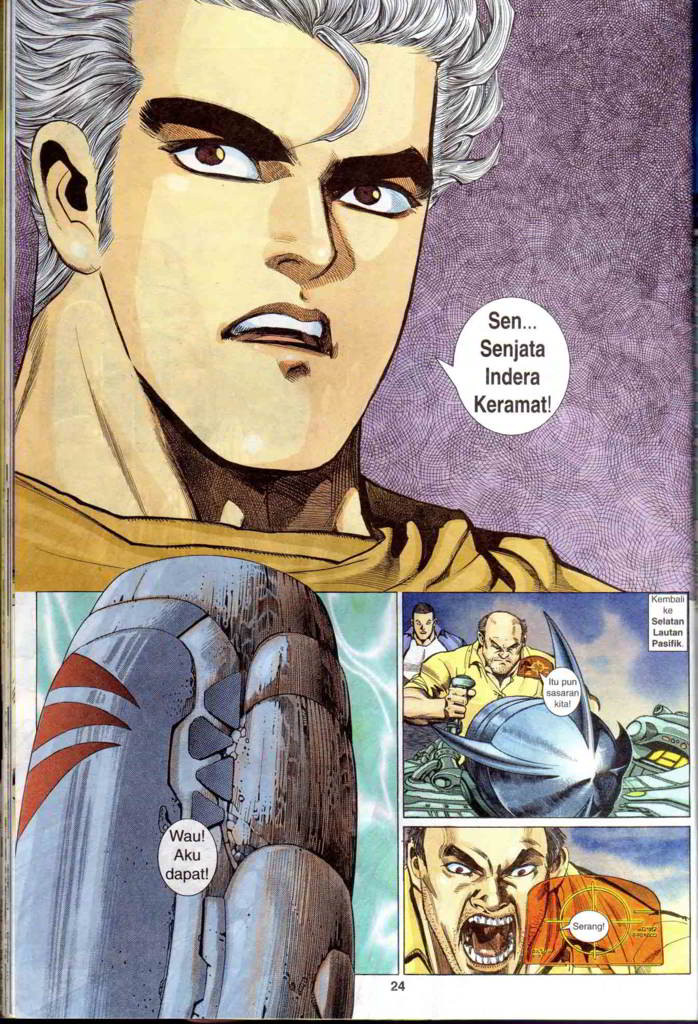 Sen...
Senjata
Indera
Keramat!
Wau!
Aku
dapat!
Kembali
ke
Selatan
Lautan
Pasifik.
Itu pun
sasaran
kita!
Serang!
24